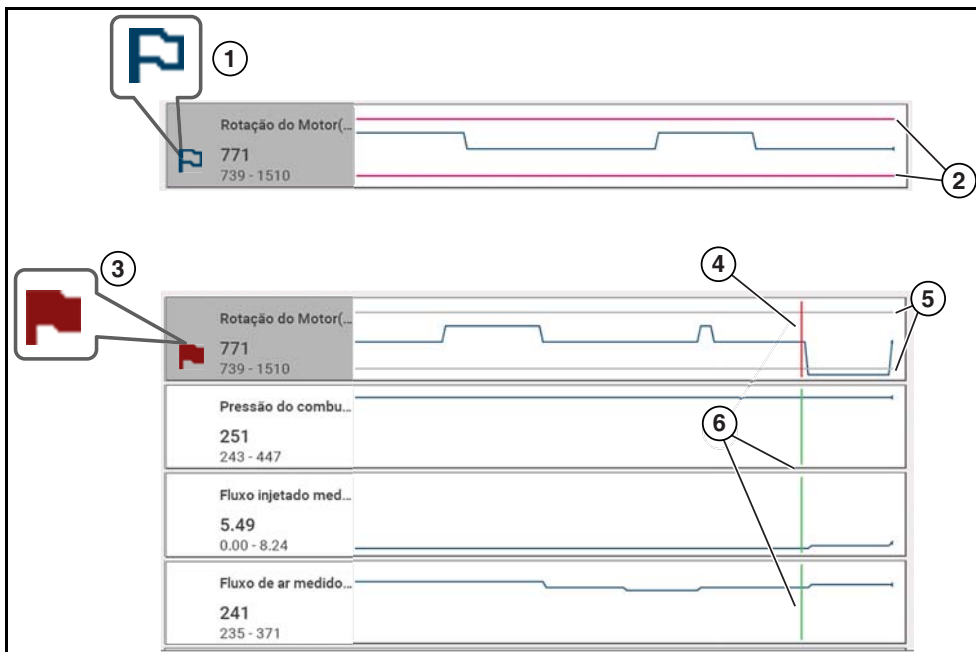 1
Rotação do Motor(...
771
739 - 1510
2
3
4
5
Rotação do Motor(...
771
739 - 1510
Pressão do combu...
251
243 - 447
6
Fluxo injetado med...
5.49
0.00 - 8.24
Fluxo de ar medido...
241
235 - 371